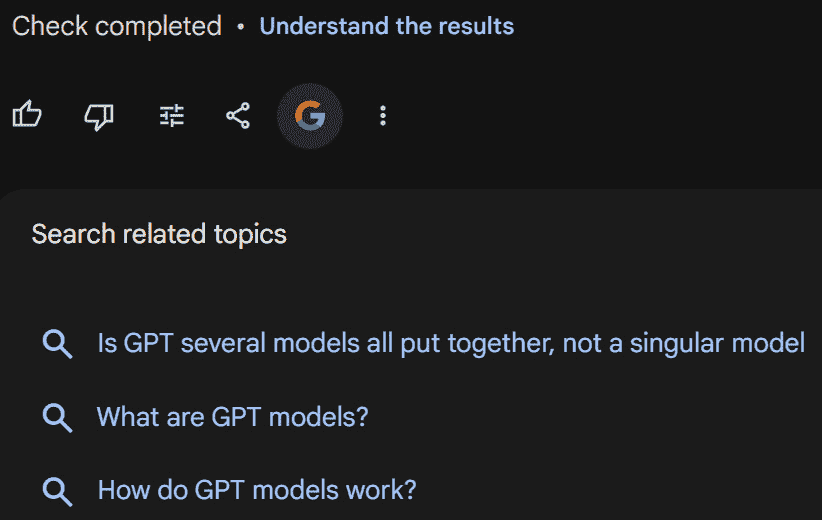 Check completed • Understand the results
Search related topics
Is GPT several models all put together, not a singular model
What are GPT models?
How do GPT models work?